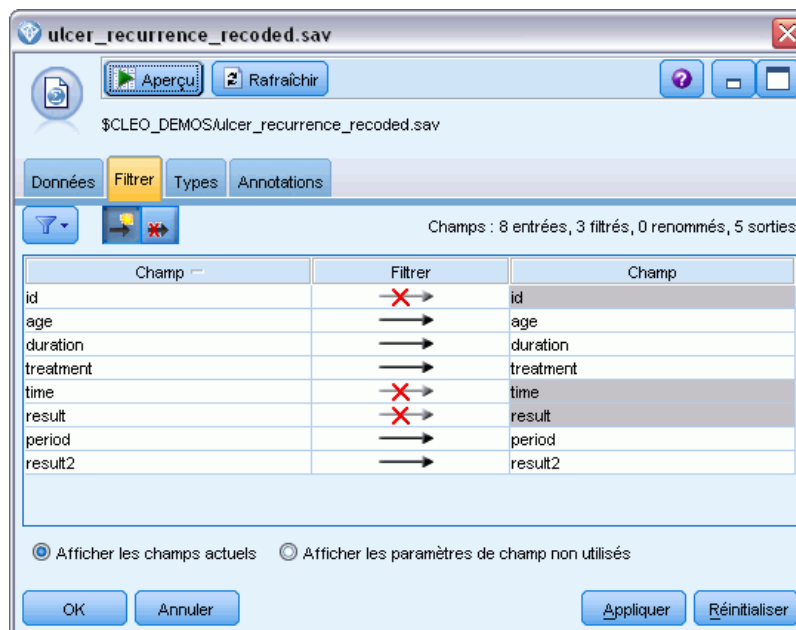 ulcer_recurrence_recoded.sav
Aperçu Rafraîchir ?
$CLEO_DEMOS/ulcer_recurrence_recoded.sav
Données Filtrer Types Annotations
Champs : 8 entrées, 3 filtrés, 0 renommés, 5 sorties
Champ Filtrer Champ
id id
age age
duration duration
treatment treatment
time time
result result
period period
result2 result2
Afficher les champs actuels Afficher les paramètres de champ non utilisés
OK Annuler Appliquer Réinitialiser